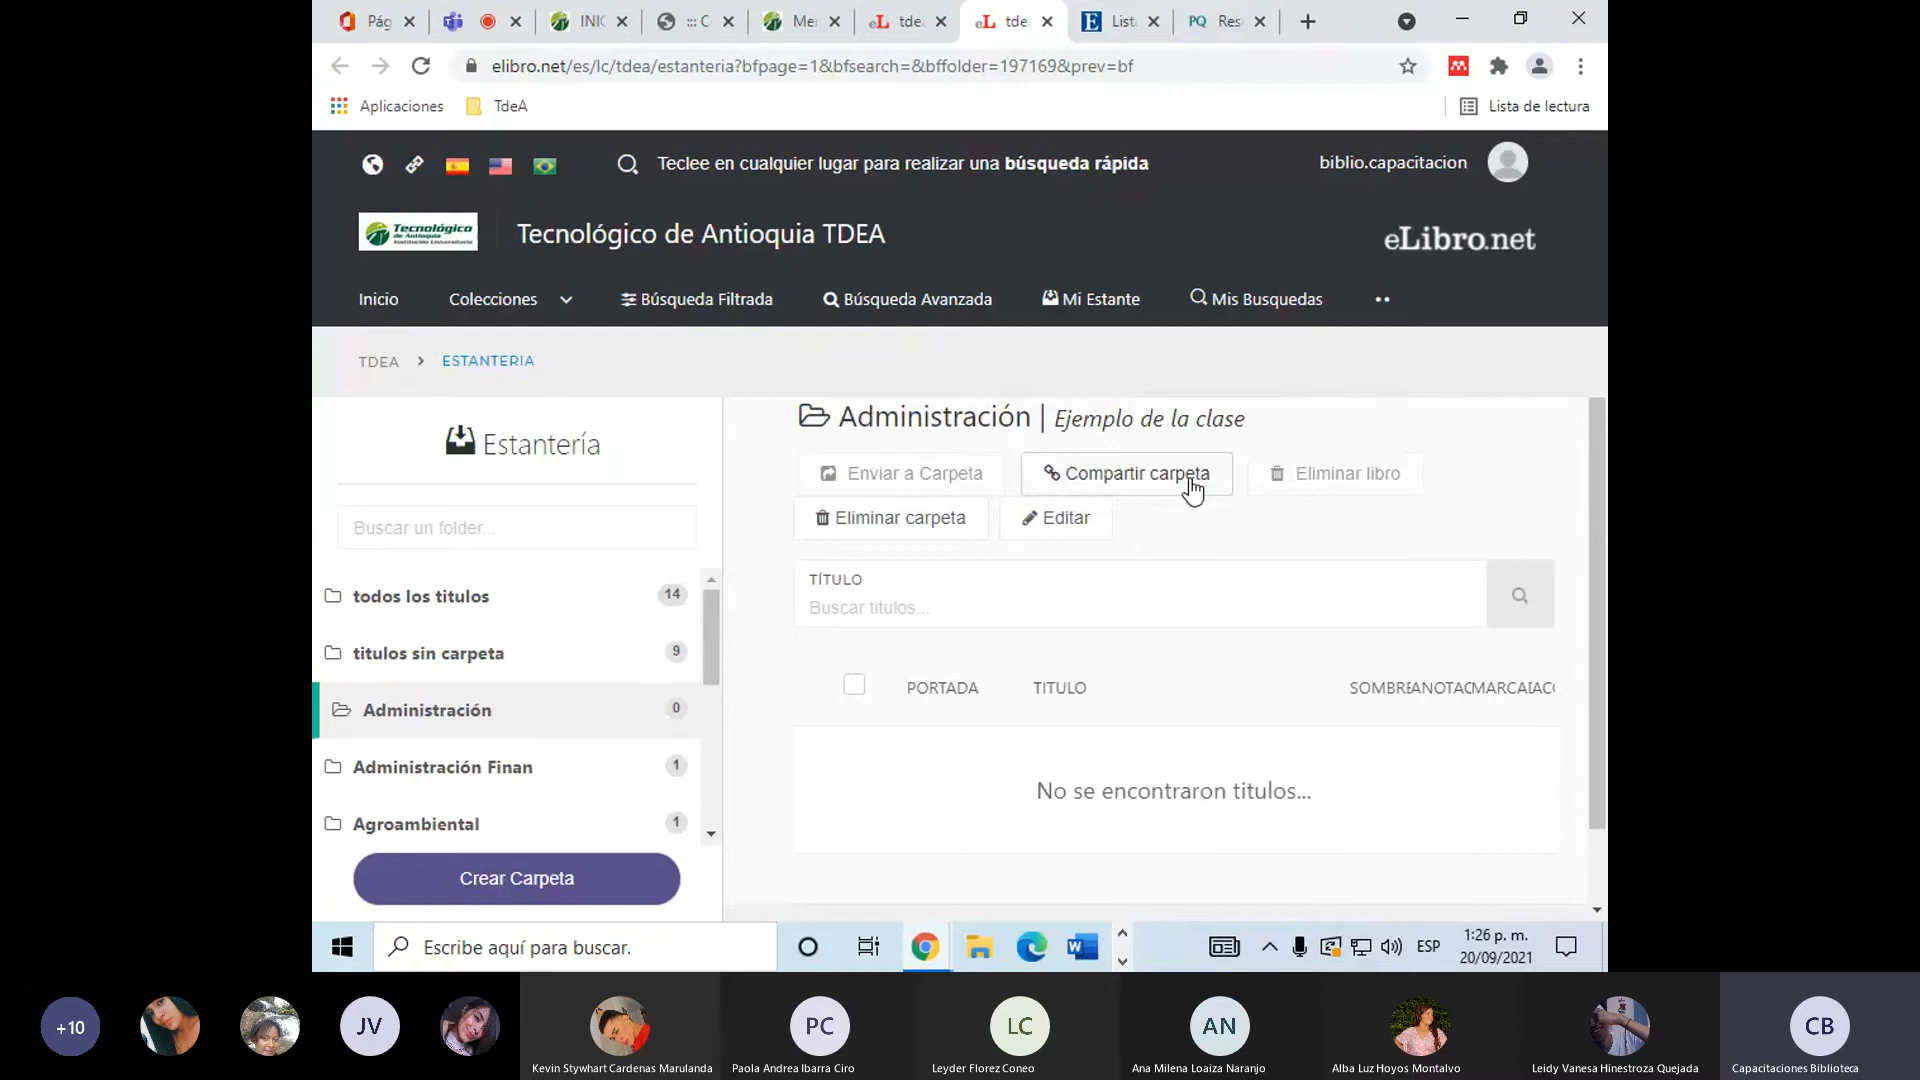 Pág
INIC
::: C
Me
tde
tde
List
PQ Res
elibro.net/es/lc/tdea/estanteria?bfpage=1&bfsearch=&bffolder=197169&prev=bf
Aplicaciones
TdeA
Lista de lectura
Teclee en cualquier lugar para realizar una búsqueda rápida
biblio.capacitacion
Tecnológico
de Antioquia
Institución Universitaria
Tecnológico de Antioquia TDEA
eLibro.net
Inicio
Colecciones
Búsqueda Filtrada
Búsqueda Avanzada
Mi Estante
Mis Busquedas
TDEA > ESTANTERIA
Estantería
Buscar un folder...
todos los titulos 14
titulos sin carpeta 9
Administración 0
Administración Finan 1
Agroambiental 1
Crear Carpeta
Administración | Ejemplo de la clase
Enviar a Carpeta
Compartir carpeta
Eliminar libro
Eliminar carpeta
Editar
TÍTULO
Buscar titulos...
PORTADA
TITULO
No se encontraron titulos...
Escribe aquí para buscar.
ESP
1:26 p. m.
20/09/2021
+10
JV
PC
LC
AN
CB
Kevin Stywhart Cardenas Marulanda
Paola Andrea Ibarra Ciro
Leyder Florez Coneo
Ana Milena Loaiza Naranjo
Alba Luz Hoyos Montalvo
Leidy Vanesa Hinestroza Quejada
Capacitaciones Biblioteca